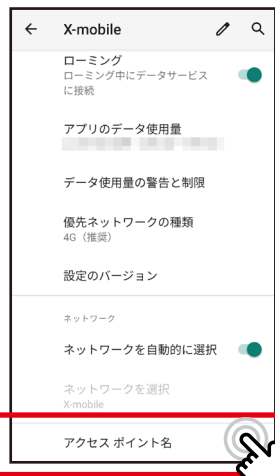 X-mobile
ローミング
ローミング中にデータサービス
に接続
アプリのデータ使用量
データ使用量の警告と制限
優先ネットワークの種類
4G（推奨）
設定のバージョン
ネットワーク
ネットワークを自動的に選択
ネットワークを選択
X-mobile
アクセス ポイント名